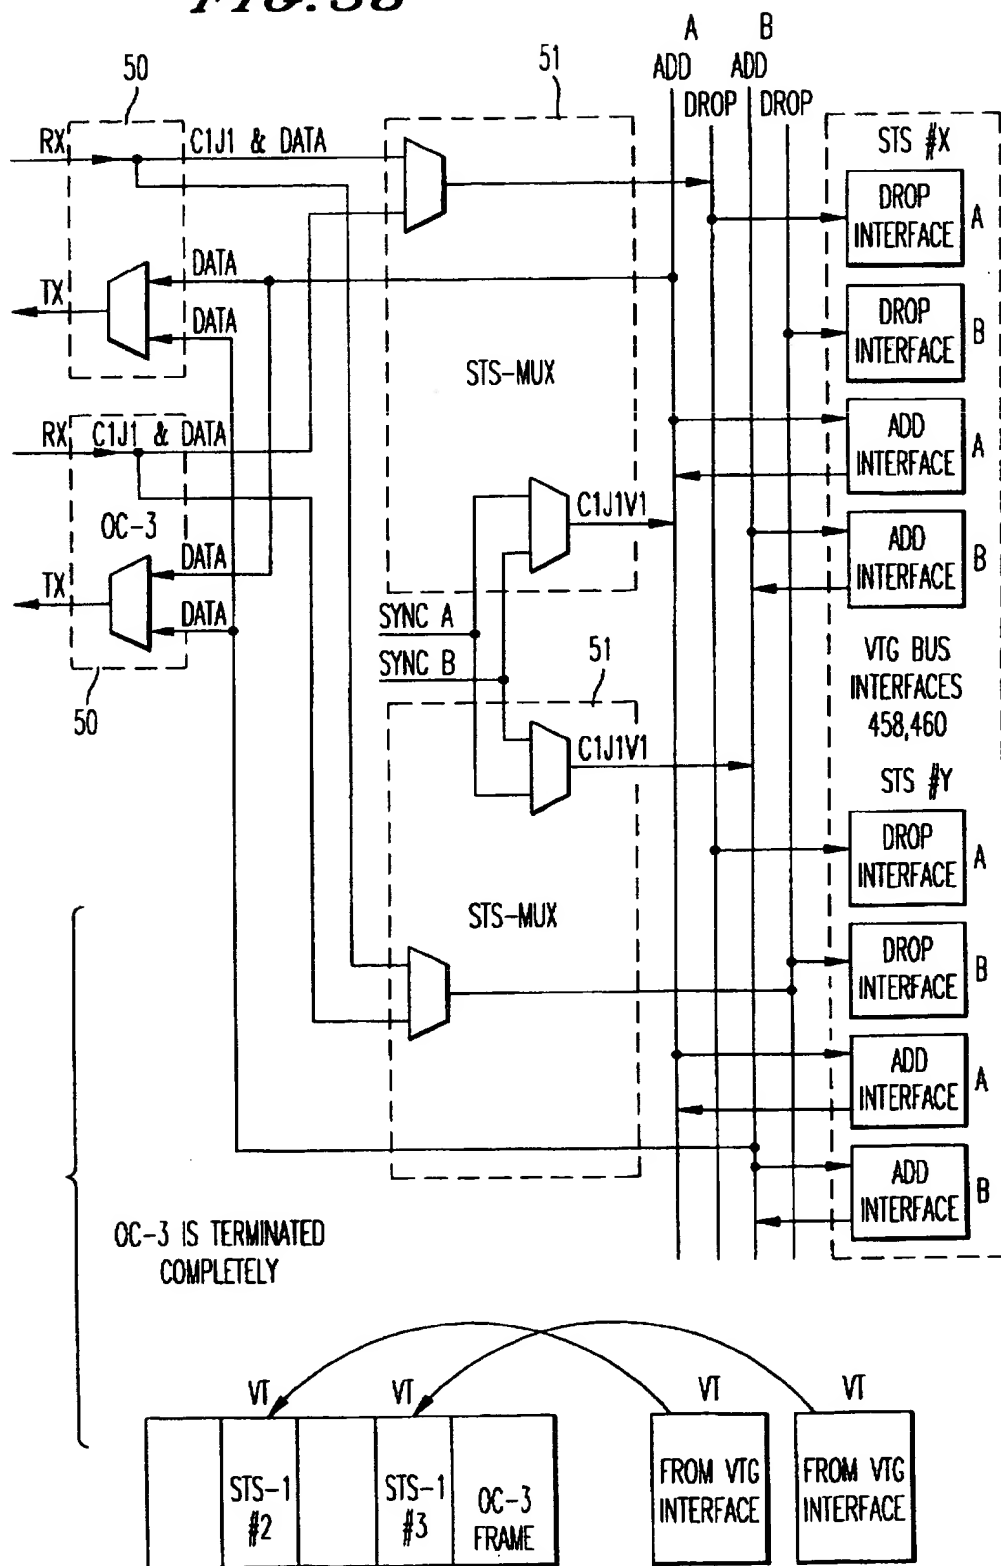 FIG. 38
A B
ADD ADD
DROP DROP
50
51
RX
C1J1 & DATA
STS #X
DROP
INTERFACE
A
DATA
TX
DATA
DROP
INTERFACE
B
STS-MUX
RX
C1J1 & DATA
ADD
INTERFACE
A
OC-3
C1J1V1
ADD
INTERFACE
B
DATA
TX
DATA
SYNC A
SYNC B
50
51
VTG BUS
INTERFACES
458,460
C1J1V1
STS #Y
DROP
INTERFACE
A
STS-MUX
DROP
INTERFACE
B
ADD
INTERFACE
A
ADD
INTERFACE
B
OC-3 IS TERMINATED
COMPLETELY
VT
VT
VT
VT
STS-1
#2
STS-1
#3
OC-3
FRAME
FROM VTG
INTERFACE
FROM VTG
INTERFACE